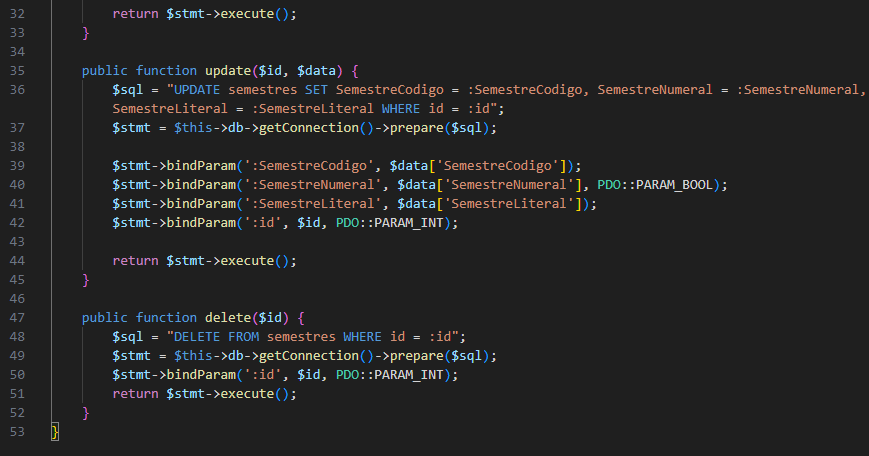 32 return $stmt->execute();
33 }
34
35 public function update($id, $data) {
36 $sql = "UPDATE semestres SET SemestreCodigo = :SemestreCodigo, SemestreNumeral = :SemestreNumeral,
SemestreLiteral = :SemestreLiteral WHERE id = :id";
37 $stmt = $this->db->getConnection()->prepare($sql);
38
39 $stmt->bindParam(':SemestreCodigo', $data['SemestreCodigo']);
40 $stmt->bindParam(':SemestreNumeral', $data['SemestreNumeral'], PDO::PARAM_BOOL);
41 $stmt->bindParam(':SemestreLiteral', $data['SemestreLiteral']);
42 $stmt->bindParam(':id', $id, PDO::PARAM_INT);
43
44 return $stmt->execute();
45 }
46
47 public function delete($id) {
48 $sql = "DELETE FROM semestres WHERE id = :id";
49 $stmt = $this->db->getConnection()->prepare($sql);
50 $stmt->bindParam(':id', $id, PDO::PARAM_INT);
51 return $stmt->execute();
52 }
53 }